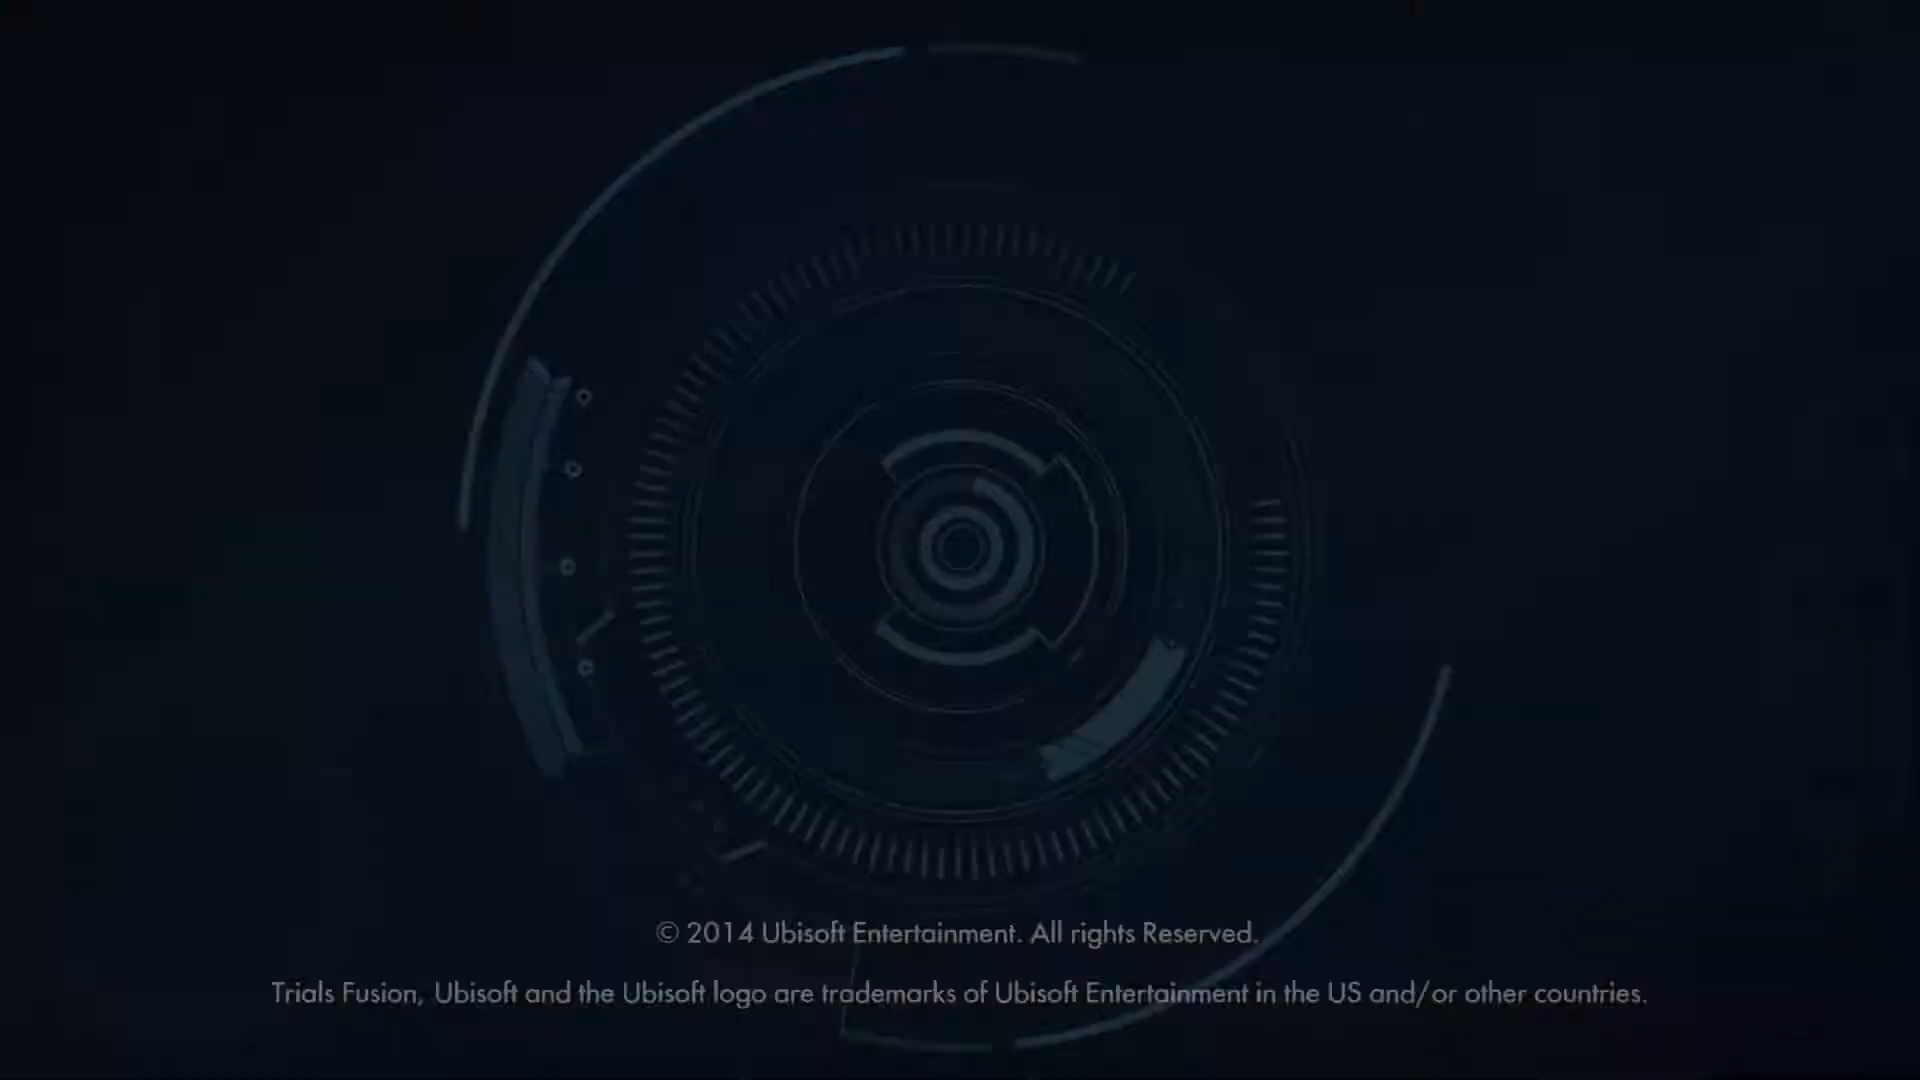 © 2014 Ubisoft Entertainment. All rights Reserved.
Trials Fusion, Ubisoft and the Ubisoft logo are trademarks of Ubisoft Entertainment in the US and/or other countries.